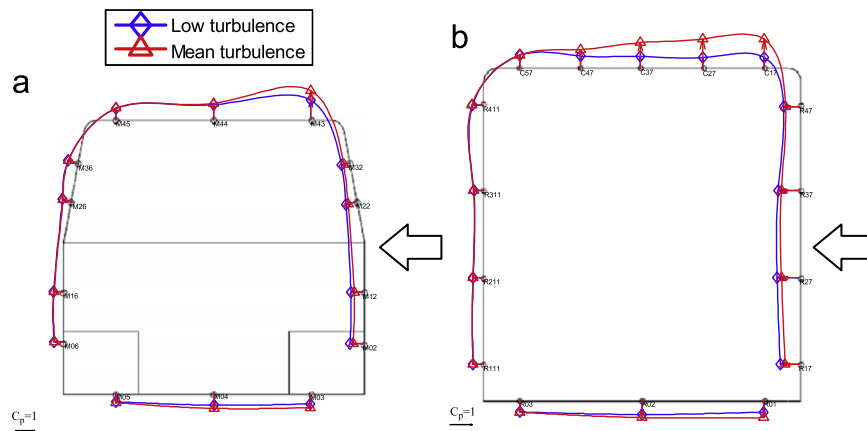 Low turbulence
Mean turbulence
a
b
M45
M44
M43
M36
M32
M26
M22
M16
M12
M06
M02
M05
M04
M03
Cp=1
C57
C47
C37
C27
C17
R411
R47
R311
R37
R211
R27
R111
R17
R03
R02
R01
Cp=1